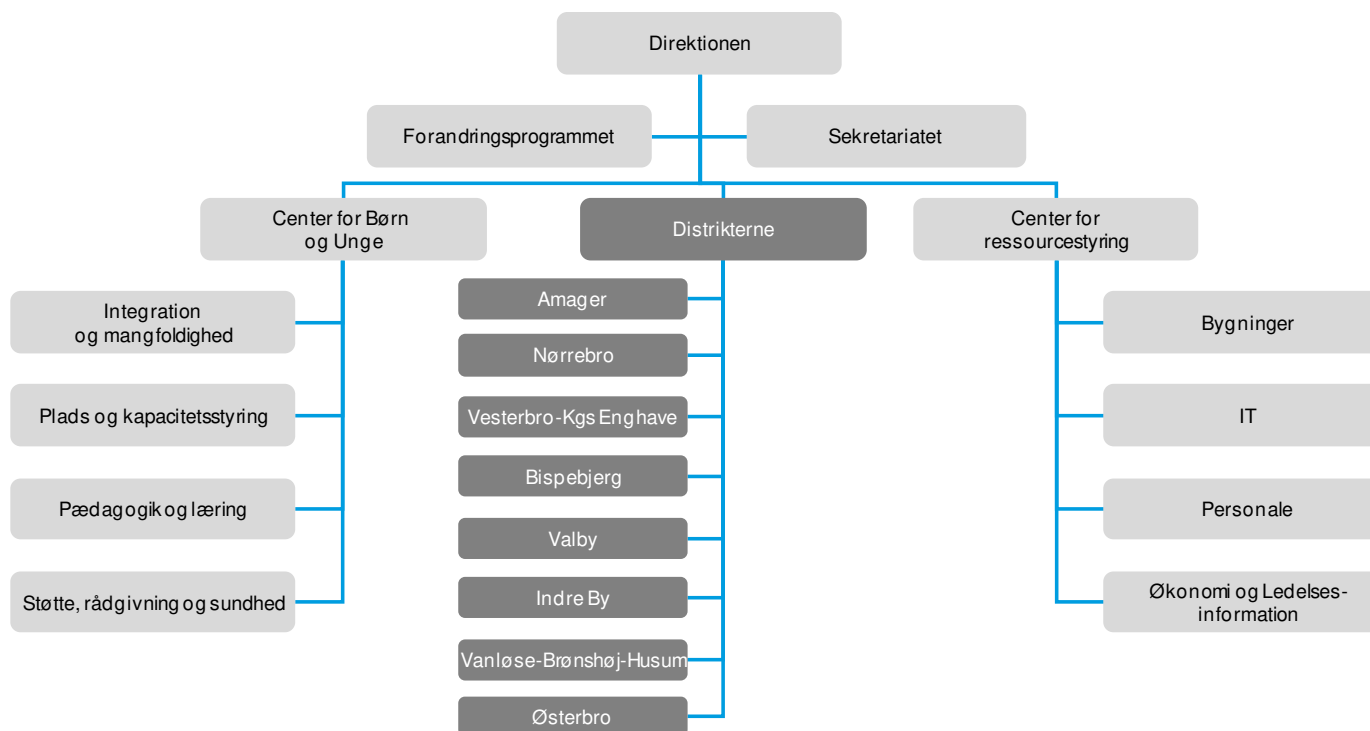 Direktionen
Forandringsprogrammet
Sekretariatet
Center for Børn
og Unge
Distrikterne
Center for
ressourcestyring
Integration
og mangfoldighed
Plads og kapacitetsstyring
Pædagogik og læring
Støtte, rådgivning og sundhed
Amager
Nørrebro
Vesterbro-Kgs Enghave
Bispebjerg
Valby
Indre By
Vanløse-Brønshøj-Husum
Østerbro
Bygninger
IT
Personale
Økonomi og Ledelses-
information